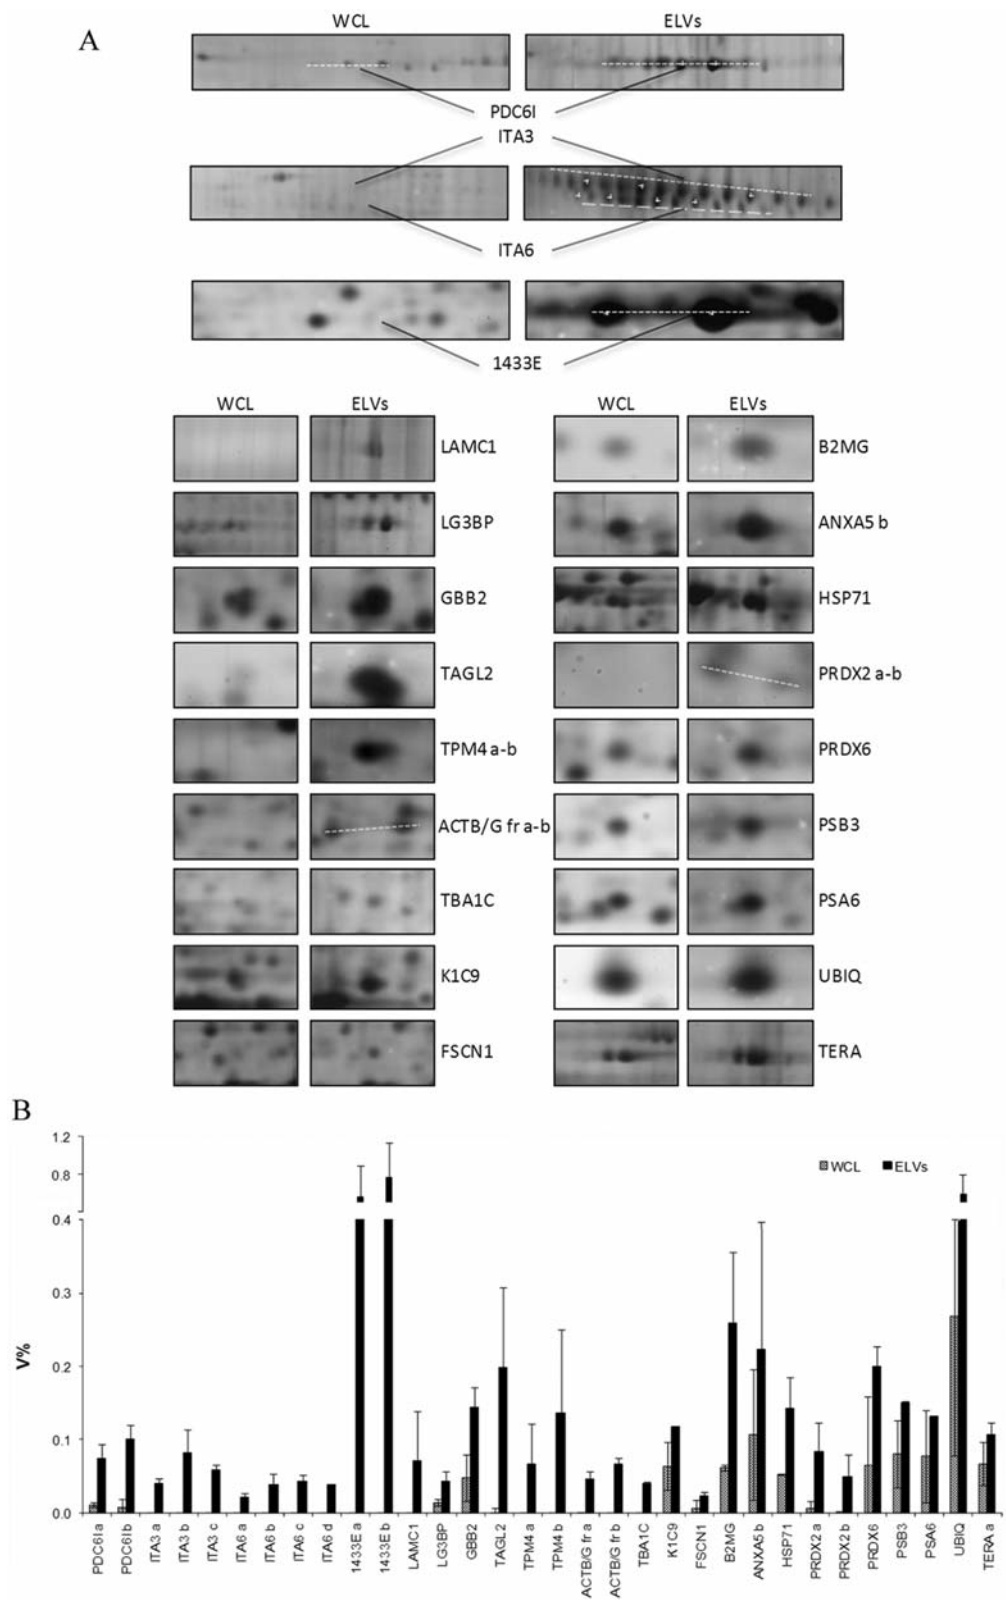 A
WCL ELVs
PDC6I
ITA3
ITA6
1433E
WCL ELVs WCL ELVs
LAMC1 B2MG
LG3BP ANXA5 b
GBB2 HSP71
TAGL2 PRDX2 a-b
TPM4 a-b PRDX6
ACTB/G fr a-b PSB3
TBA1C PSA6
K1C9 UBIQ
FSCN1 TERA
B
1.2
0.8
WCL ELVs
0.4
0.3
0.2
0.1
0.0
V%
PDC6I a
PDC6I b
ITA3 a
ITA3 b
ITA3 c
ITA6 a
ITA6 b
ITA6 c
ITA6 d
1433E a
1433E b
LAMC1
LG3BP
GBB2
TAGL2
TPM4 a
TPM4 b
ACTB/G fr a
ACTB/G fr b
TBA1C
K1C9
FSCN1
B2MG
ANXA5 b
HSP71
PRDX2 a
PRDX2 b
PRDX6
PSB3
PSA6
UBIQ
TERA a